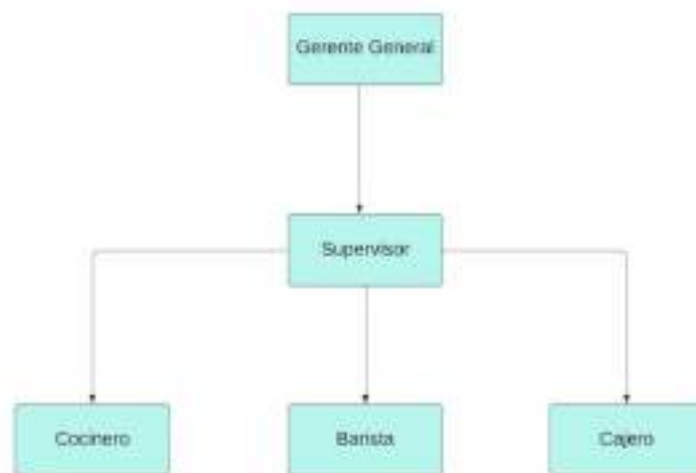 Gerente General
Supervisor
Cocinero
Barista
Cajero